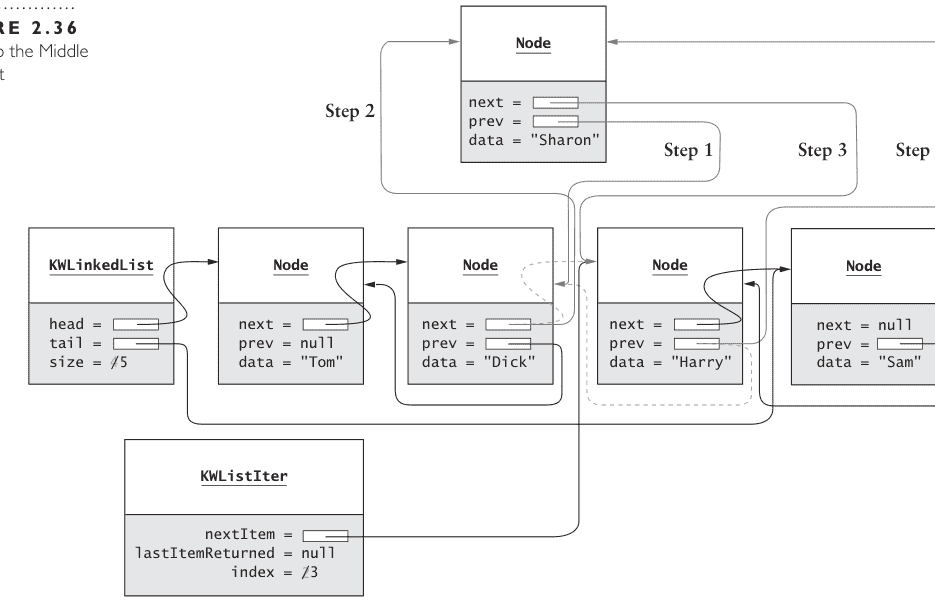 RE 2.36
o the Middle
t
Node
next =
prev =
data = "Sharon"
Step 2
Step 1
Step 3
Step
KWLinkedList
head =
tail =
size = 5
Node
next =
prev = null
data = "Tom"
Node
next =
prev =
data = "Dick"
Node
next =
prev =
data = "Harry"
Node
next = null
prev =
data = "Sam"
KWListIter
nextItem =
lastItemReturned = null
index = 3